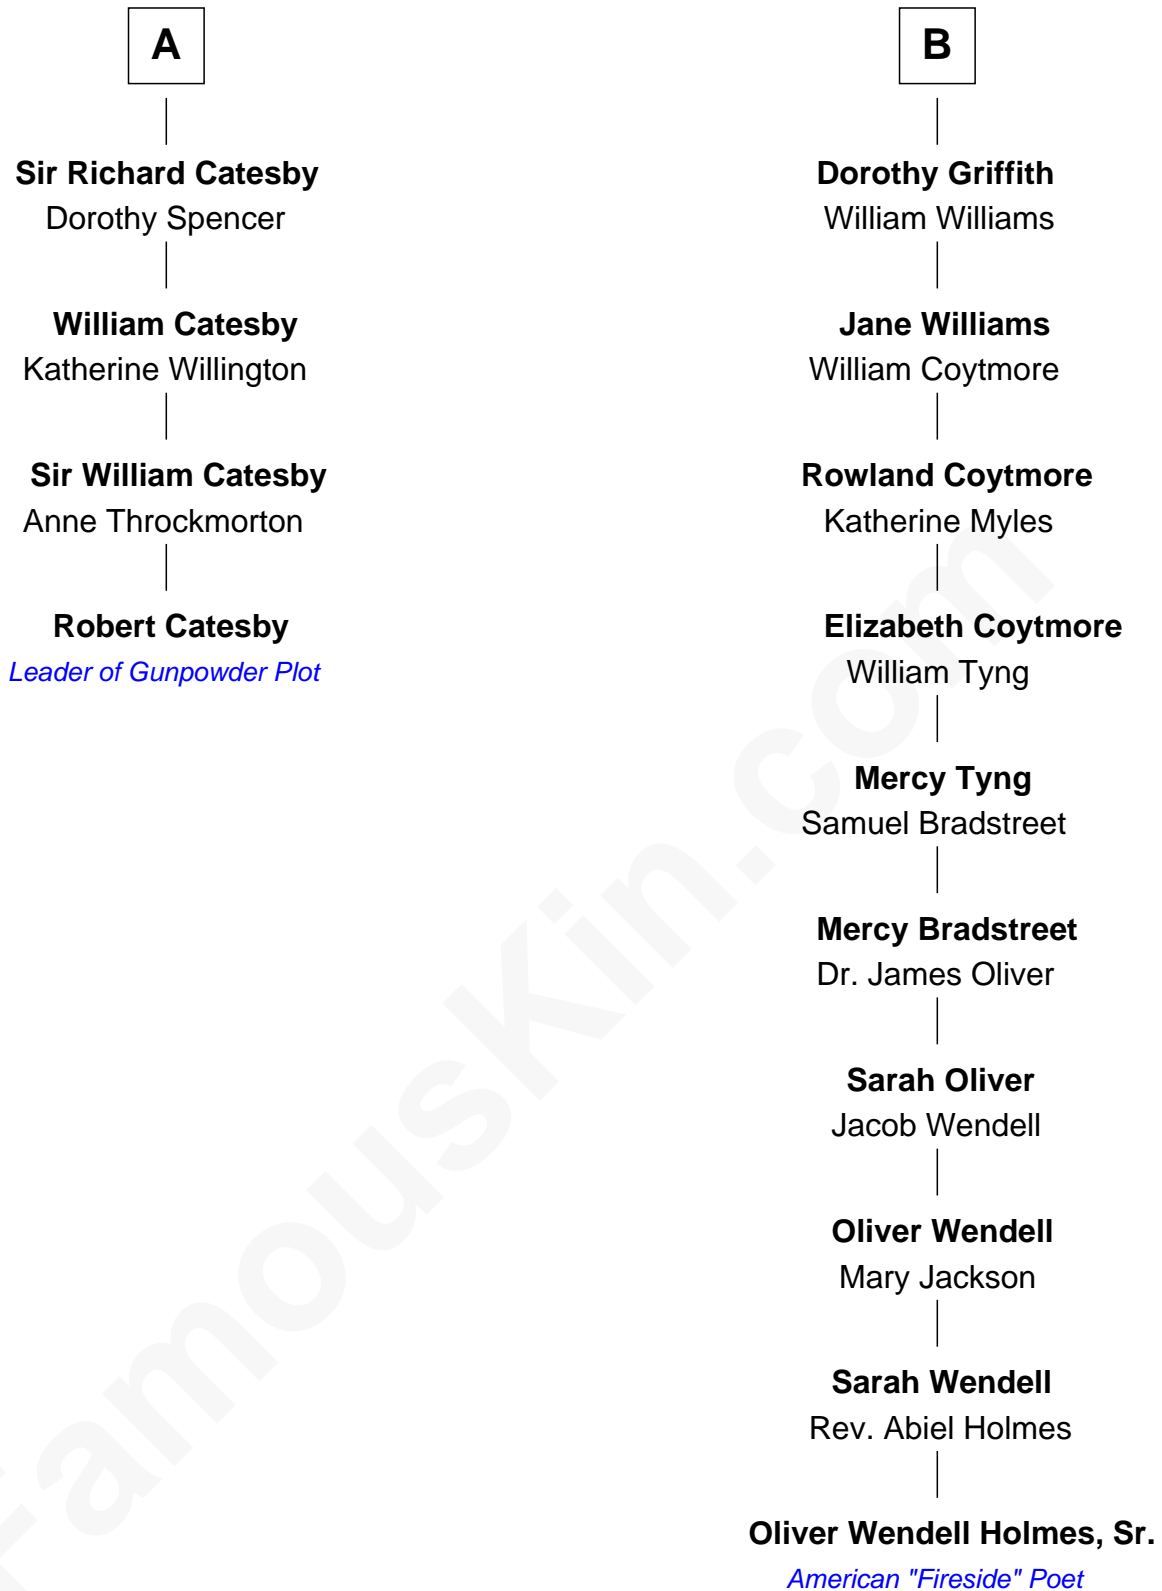 A
Sir Richard Catesby
Dorothy Spencer
William Catesby
Katherine Willington
Sir William Catesby
Anne Throckmorton
Robert Catesby
Leader of Gunpowder Plot
B
Dorothy Griffith
William Williams
Jane Williams
William Coytmore
Rowland Coytmore
Katherine Myles
Elizabeth Coytmore
William Tyng
Mercy Tyng
Samuel Bradstreet
Mercy Bradstreet
Dr. James Oliver
Sarah Oliver
Jacob Wendell
Oliver Wendell
Mary Jackson
Sarah Wendell
Rev. Abiel Holmes
Oliver Wendell Holmes, Sr.
American "Fireside" Poet
FamousKin.com